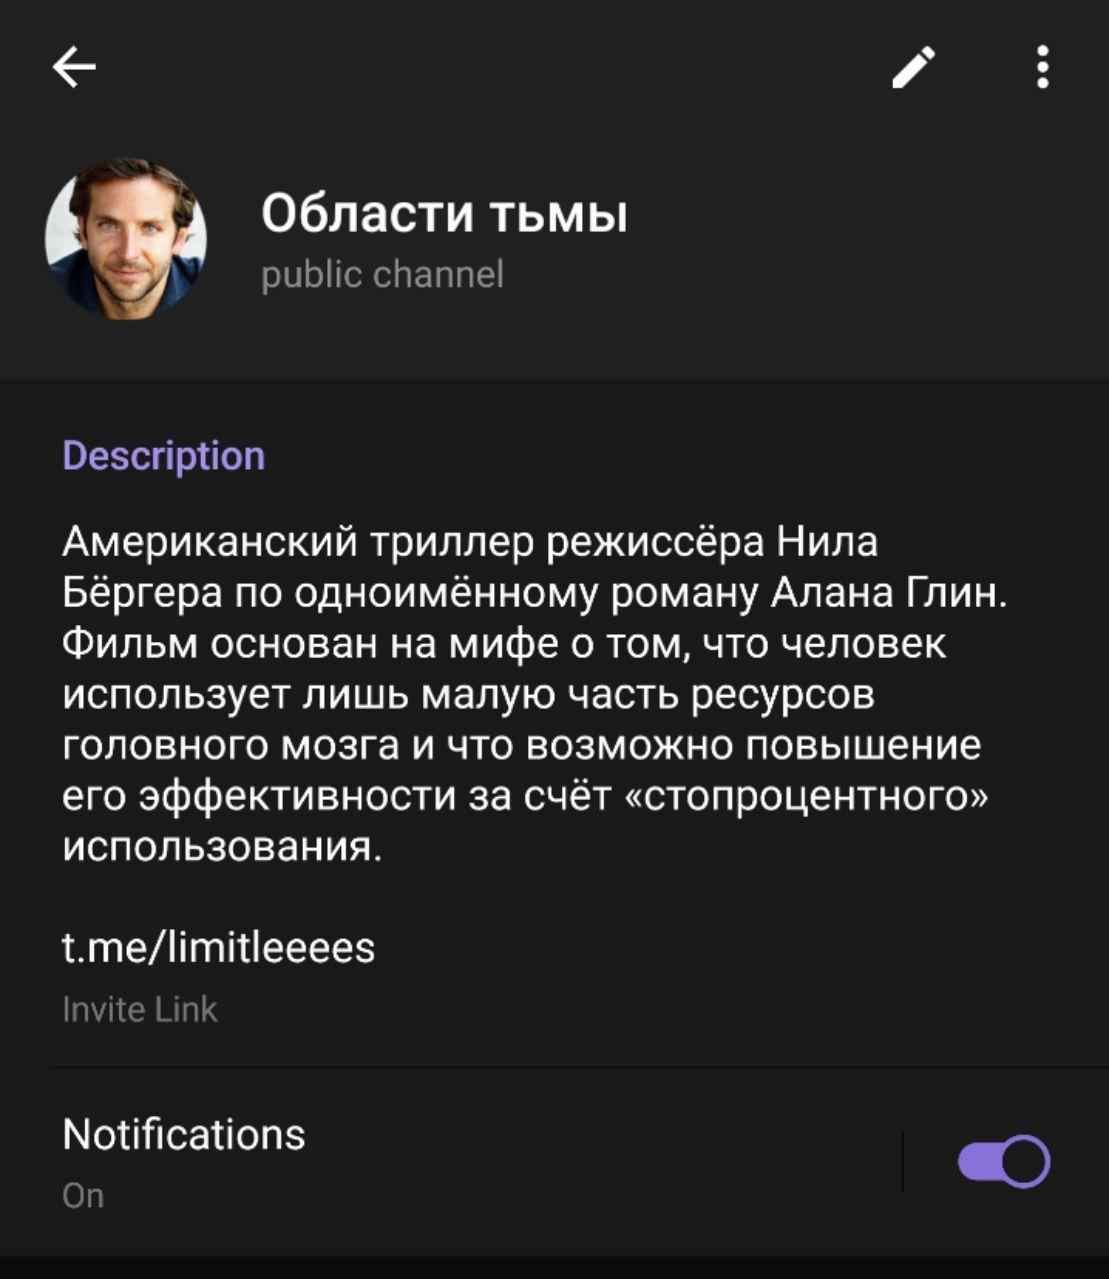 Области тьмы
public channel
Description
Американский триллер режиссёра Нила
Бёргера по одноимённому роману Алана Глин.
Фильм основан на мифе о том, что человек
использует лишь малую часть ресурсов
головного мозга и что возможно повышение
его эффективности за счёт «стопроцентного»
использования.
t.me/limitleeees
Invite Link
Notifications
On